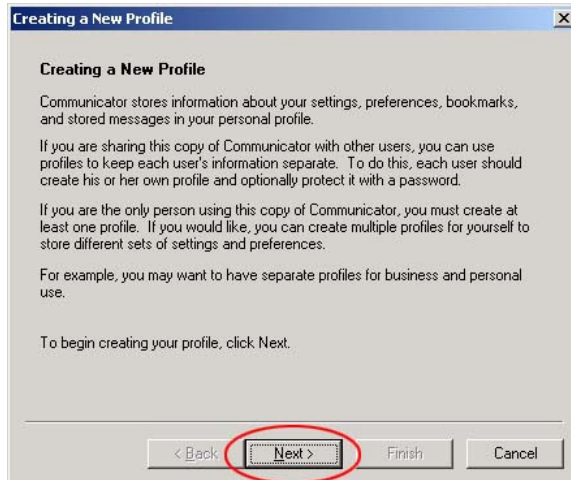 Creating a New Profile
Creating a New Profile
Communicator stores information about your settings, preferences, bookmarks,
and stored messages in your personal profile.
If you are sharing this copy of Communicator with other users, you can use
profiles to keep each user's information separate. To do this, each user should
create his or her own profile and optionally protect it with a password.
If you are the only person using this copy of Communicator, you must create at
least one profile. If you would like, you can create multiple profiles for yourself to
store different sets of settings and preferences.
For example, you may want to have separate profiles for business and personal
use.
To begin creating your profile, click Next.
< Back Next > Finish Cancel